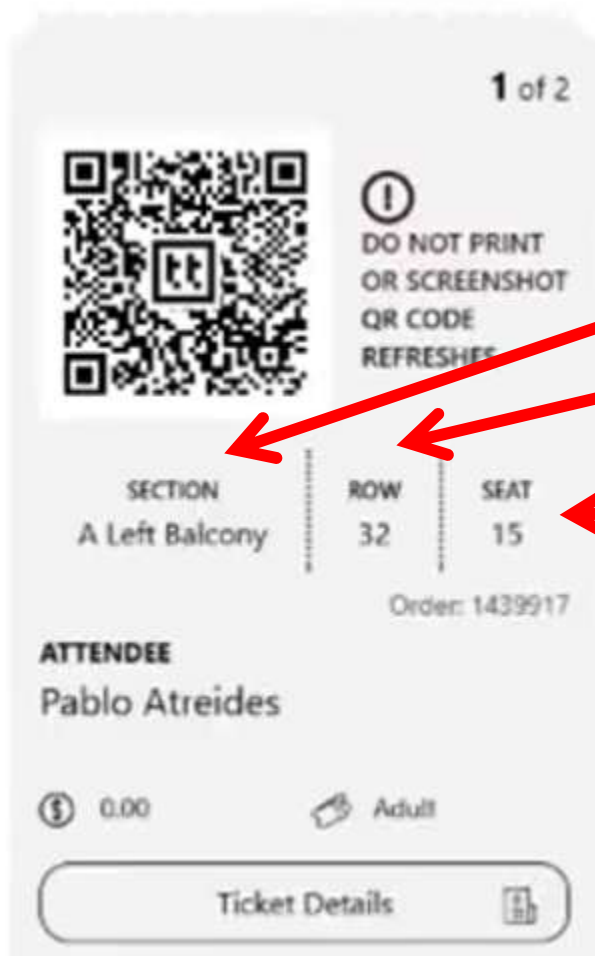 1 of 2
tt
DO NOT PRINT
OR SCREENSHOT
QR CODE
REFRESHES
SECTION ROW SEAT
A Left Balcony 32 15
Order: 1439917
ATTENDEE
Pablo Atreides
$ 0.00 Adult
Ticket Details